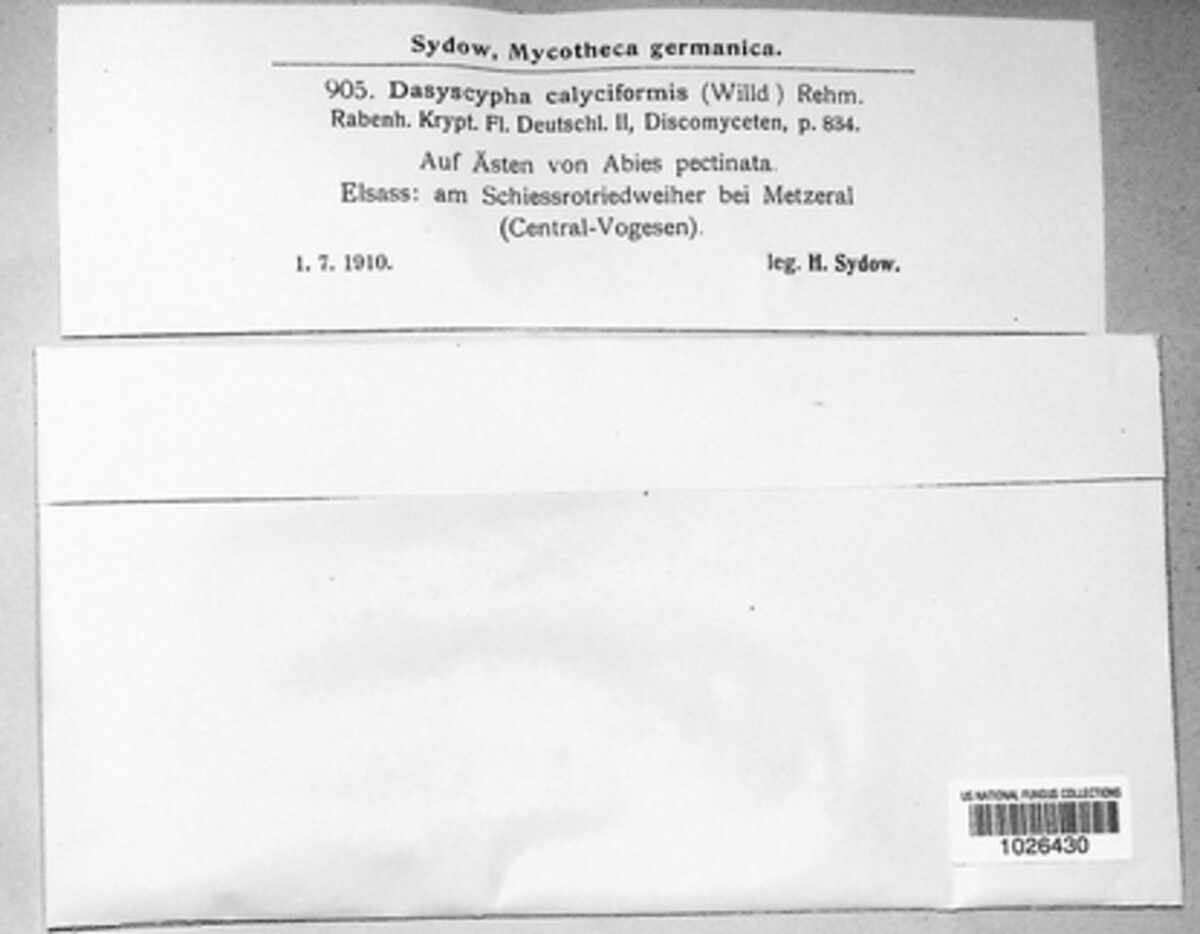 Sydow, Mycotheca germanica.
905. Dasyscypha calyciformis (Willd) Rehm.
Rabenh. Krypt. Fl. Deutschl. II, Discomyceten, p. 834.
Auf Ästen von Abies pectinata.
Elsass: am Schiessrotriedweiher bei Metzeral
(Central-Vogesen).
1. 7. 1910. leg. H. Sydow.
US NATIONAL FUNGUS COLLECTIONS
1026430